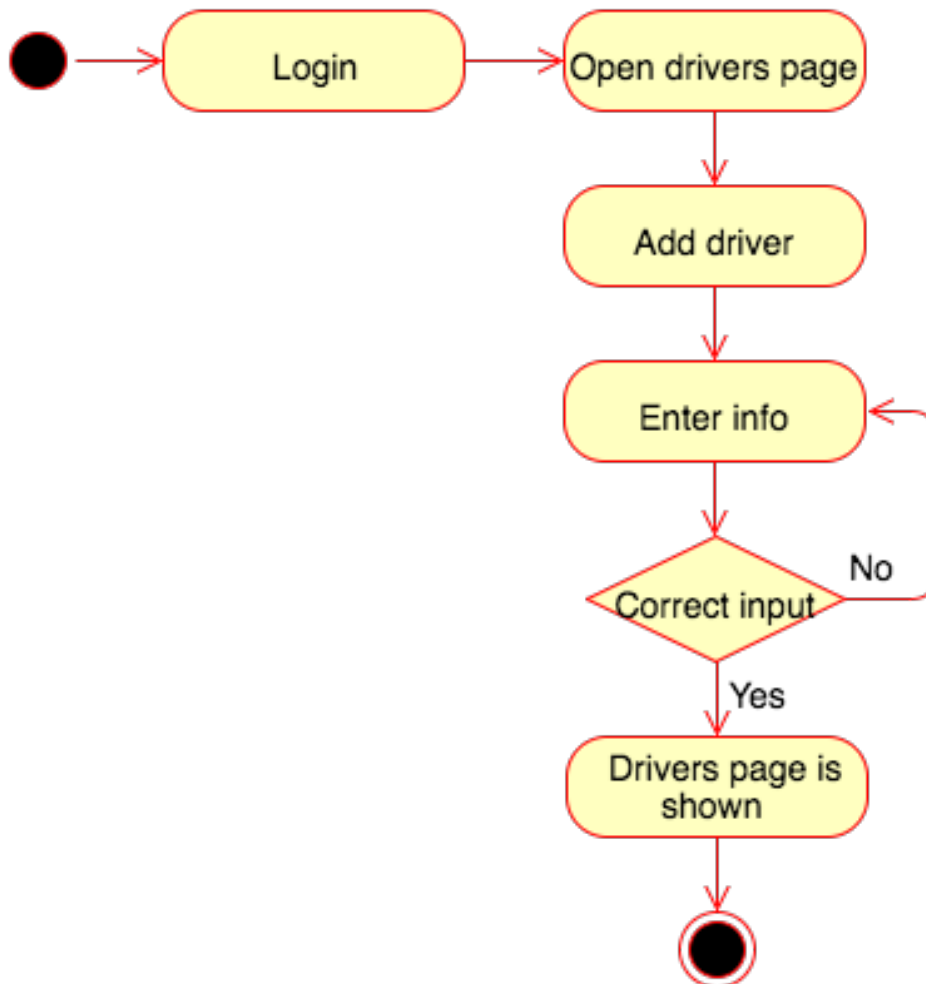 Login
Open drivers page
Add driver
Enter info
Correct input
No
Yes
Drivers page is
shown